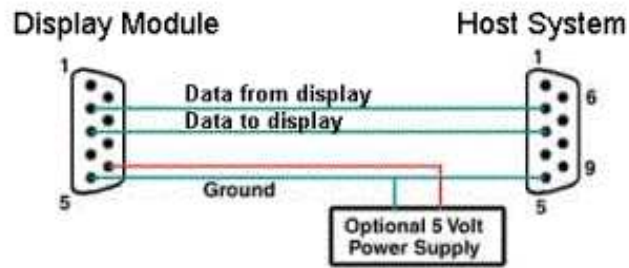 Display Module
Host System
1
1
6
Data from display
Data to display
9
5
Ground
5
Optional 5 Volt
Power Supply